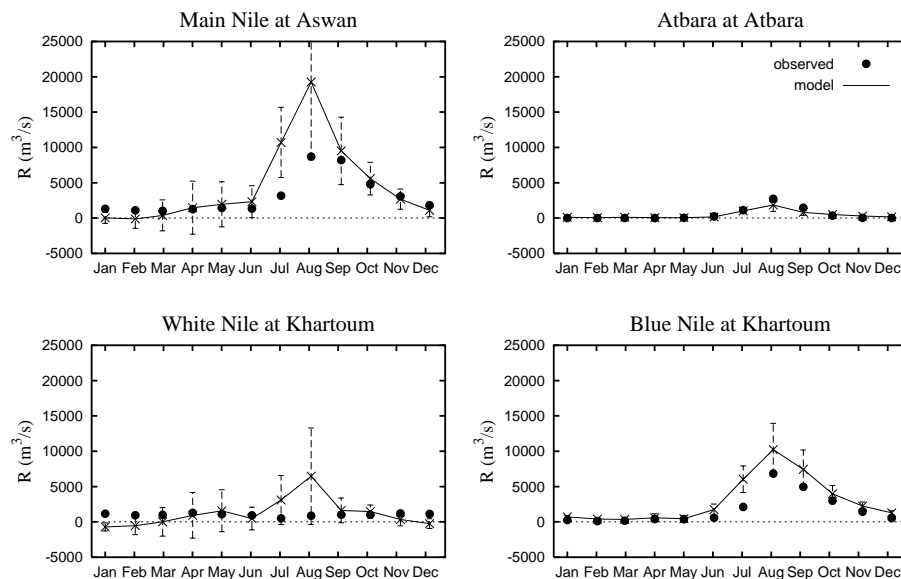 Main Nile at Aswan
25000
20000
15000
10000
5000
0
-5000
R (m³/s)
Jan Feb Mar Apr May Jun Jul Aug Sep Oct Nov Dec
Atbara at Atbara
25000
20000
15000
10000
5000
0
-5000
R (m³/s)
observed
model
Jan Feb Mar Apr May Jun Jul Aug Sep Oct Nov Dec
White Nile at Khartoum
25000
20000
15000
10000
5000
0
-5000
R (m³/s)
Jan Feb Mar Apr May Jun Jul Aug Sep Oct Nov Dec
Blue Nile at Khartoum
25000
20000
15000
10000
5000
0
-5000
R (m³/s)
Jan Feb Mar Apr May Jun Jul Aug Sep Oct Nov Dec